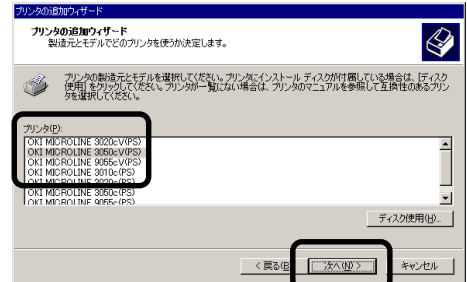 プリンタの追加ウィザード
プリンタの追加ウィザード
製造元とモデルでどのプリンタを使うか決定します。
プリンタの製造元とモデルを選択してください。プリンタにインストール ディスクが付属している場合は、[ディスク
使用] をクリックしてください。プリンタが一覧にない場合は、プリンタのマニュアルを参照して互換性のあるプリン
タを選択してください。
プリンタ(P):
OKI MICROLINE 3020cV(PS)
OKI MICROLINE 3050cV(PS)
OKI MICROLINE 9055cV(PS)
OKI MICROLINE 3010c(PS)
OKI MICROLINE 3020c(PS)
OKI MICROLINE 3050c(PS)
OKI MICROLINE 9055c(PS)
ディスク使用(H)...
< 戻る(B)
次へ(N) >
キャンセル